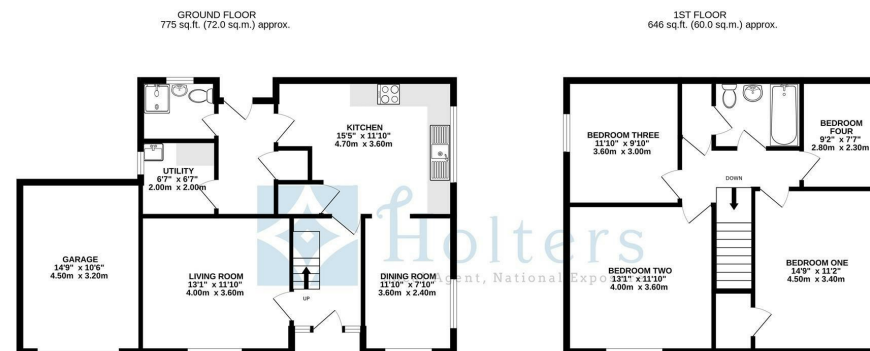 GROUND FLOOR
775 sq.ft. (72.0 sq.m.) approx.
1ST FLOOR
646 sq.ft. (60.0 sq.m.) approx.
KITCHEN
15'5" x 11'10"
4.70m x 3.60m
UTILITY
6'7" x 6'7"
2.00m x 2.00m
GARAGE
14'9" x 10'6"
4.50m x 3.20m
LIVING ROOM
13'1" x 11'10"
4.00m x 3.60m
UP
DINING ROOM
11'10" x 7'10"
3.60m x 2.40m
BEDROOM THREE
11'10" x 9'10"
3.60m x 3.00m
BEDROOM
FOUR
9'2" x 7'7"
2.80m x 2.30m
DOWN
BEDROOM TWO
13'1" x 11'10"
4.00m x 3.60m
BEDROOM ONE
14'9" x 11'2"
4.50m x 3.40m
Holters
Agent, National